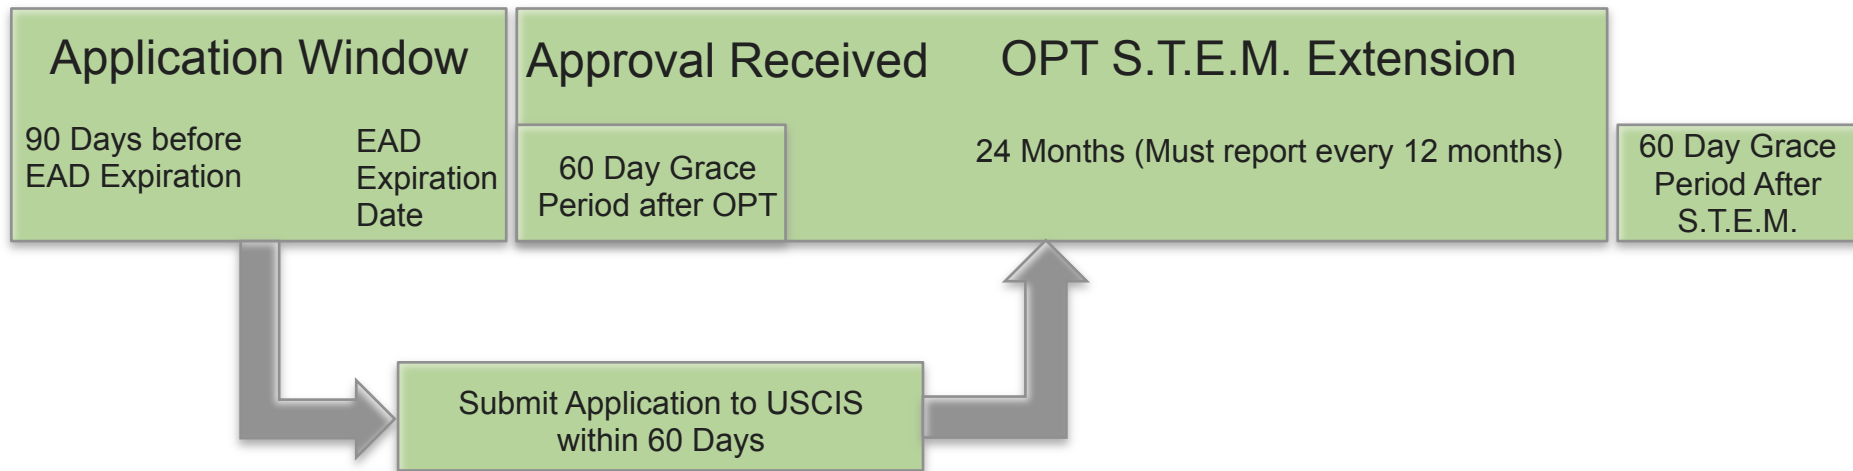 Application Window
90 Days before
EAD Expiration
EAD
Expiration
Date
Approval Received
60 Day Grace
Period after OPT
OPT S.T.E.M. Extension
24 Months (Must report every 12 months)
60 Day Grace
Period After
S.T.E.M.
Submit Application to USCIS
within 60 Days